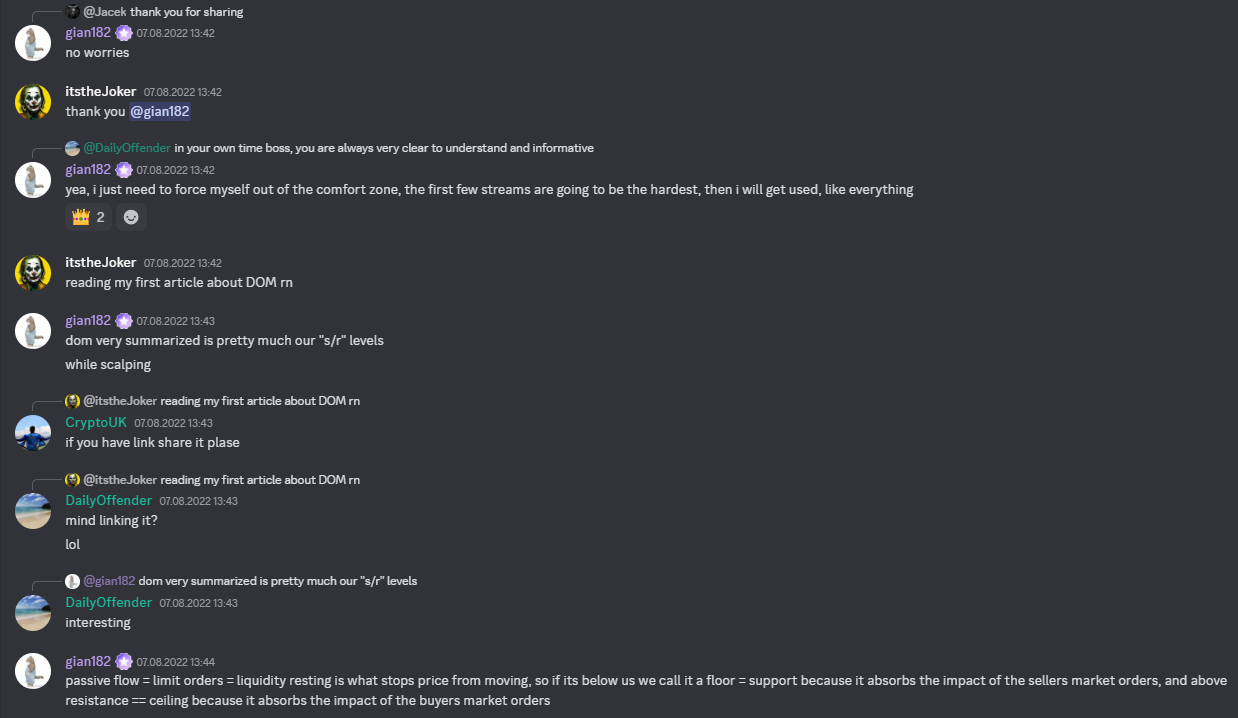 @Jacek thank you for sharing
gian182 07.08.2022 13:42
no worries
itstheJoker 07.08.2022 13:42
thank you @gian182
@DailyOffender in your own time boss, you are always very clear to understand and informative
gian182 07.08.2022 13:42
yea, i just need to force myself out of the comfort zone, the first few streams are going to be the hardest, then i will get used, like everything
2
itstheJoker 07.08.2022 13:42
reading my first article about DOM rn
gian182 07.08.2022 13:43
dom very summarized is pretty much our "s/r" levels
while scalping
@itstheJoker reading my first article about DOM rn
CryptoUK 07.08.2022 13:43
if you have link share it plase
@itstheJoker reading my first article about DOM rn
DailyOffender 07.08.2022 13:43
mind linking it?
lol
@gian182 dom very summarized is pretty much our "s/r" levels
DailyOffender 07.08.2022 13:43
interesting
gian182 07.08.2022 13:44
passive flow = limit orders = liquidity resting is what stops price from moving, so if its below us we call it a floor = support because it absorbs the impact of the sellers market orders, and above
resistance == ceiling because it absorbs the impact of the buyers market orders